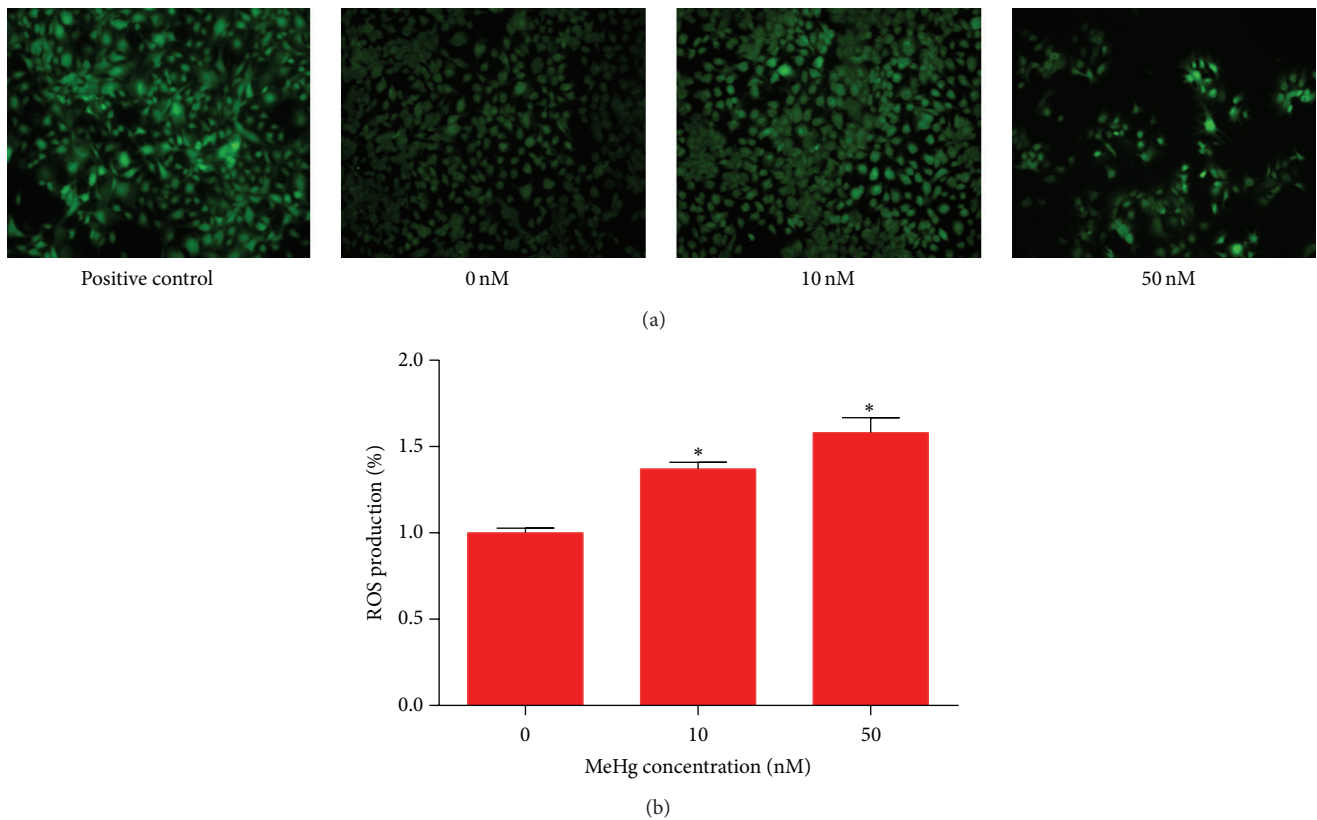 Positive control
0 nM
10 nM
50 nM
(a)
2.0
1.5
1.0
0.5
0.0
ROS production (%)
*
*
0
10
50
MeHg concentration (nM)
(b)